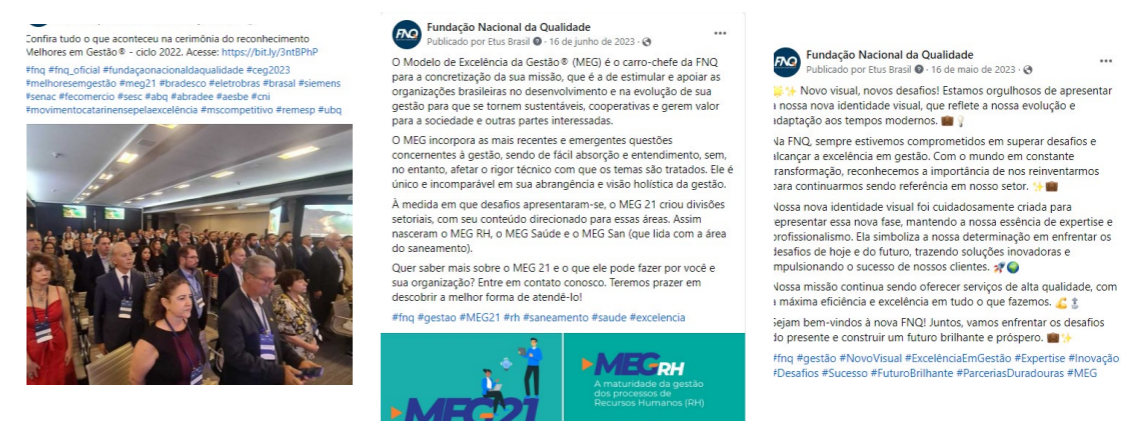 Confira tudo o que aconteceu na cerimônia do reconhecimento
Melhores em Gestão® - ciclo 2022. Acesse: https://bit.ly/3ntBPhP
#fnq #fnq_oficial #fundaçaonacionaldaqualidade #ceg2023
#melhoresemgestão #meg21 #bradesco #eletrobras #brasal #siemens
#senac #fecomercio #sesc #abq #abradee #aesbe #cni
#movimentocatarinensepelaexcelência #mscompetitivo #remesp #ubq
FNQ
Fundação Nacional da Qualidade
Publicado por Etus Brasil · 16 de junho de 2023 ·
O Modelo de Excelência da Gestão® (MEG) é o carro-chefe da FNQ
para a concretização da sua missão, que é a de estimular e apoiar as
organizações brasileiras no desenvolvimento e na evolução de sua
gestão para que se tornem sustentáveis, cooperativas e gerem valor
para a sociedade e outras partes interessadas.
O MEG incorpora as mais recentes e emergentes questões
concernentes à gestão, sendo de fácil absorção e entendimento, sem,
no entanto, afetar o rigor técnico com que os temas são tratados. Ele é
único e incomparável em sua abrangência e visão holística da gestão.
À medida em que desafios apresentaram-se, o MEG 21 criou divisões
setoriais, com seu conteúdo direcionado para essas áreas. Assim
nasceram o MEG RH, o MEG Saúde e o MEG San (que lida com a área
do saneamento).
Quer saber mais sobre o MEG 21 e o que ele pode fazer por você e
sua organização? Entre em contato conosco. Teremos prazer em
descobrir a melhor forma de atendê-lo!
#fnq #gestao #MEG21 #rh #saneamento #saude #excelencia
MEG21
MEGRH
A maturidade da gestão
dos processos de
Recursos Humanos (RH)
FNQ
Fundação Nacional da Qualidade
Publicado por Etus Brasil · 16 de maio de 2023 ·
🌟✨ Novo visual, novos desafios! Estamos orgulhosos de apresentar
a nossa nova identidade visual, que reflete a nossa evolução e
adaptação aos tempos modernos. 💼💡
Na FNQ, sempre estivemos comprometidos em superar desafios e
alcançar a excelência em gestão. Com o mundo em constante
transformação, reconhecemos a importância de nos reinventarmos
para continuarmos sendo referência em nosso setor. ✨💼
Nossa nova identidade visual foi cuidadosamente criada para
representar essa nova fase, mantendo a nossa essência de expertise e
profissionalismo. Ela simboliza a nossa determinação em enfrentar os
desafios de hoje e do futuro, trazendo soluções inovadoras e
impulsionando o sucesso de nossos clientes. 🚀🌍
Nossa missão continua sendo oferecer serviços de alta qualidade, com
a máxima eficiência e excelência em tudo o que fazemos. 💪
Sejam bem-vindos à nova FNQ! Juntos, vamos enfrentar os desafios
do presente e construir um futuro brilhante e próspero. 💼✨
#fnq #gestão #NovoVisual #ExcelênciaEmGestão #Expertise #Inovação
#Desafios #Sucesso #FuturoBrilhante #ParceriasDuradouras #MEG